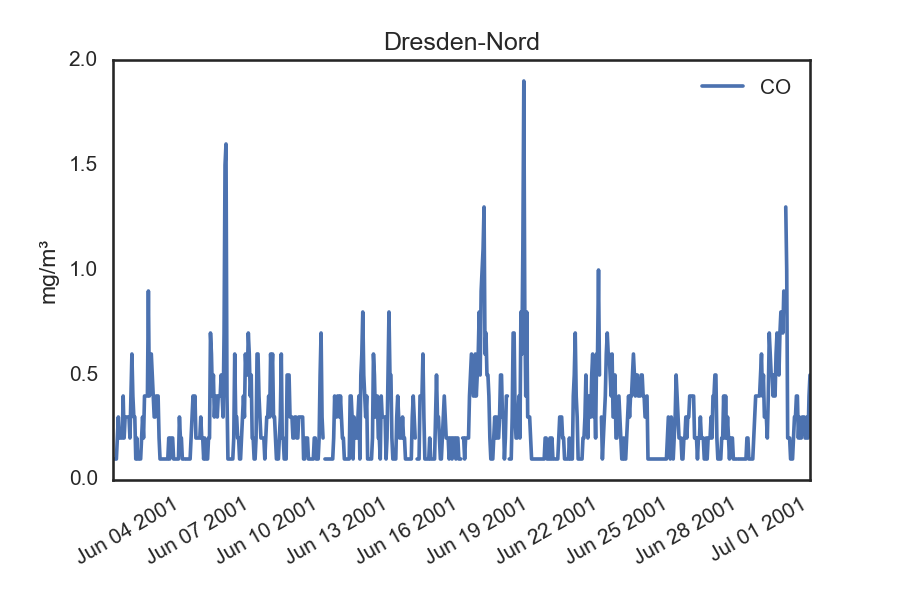 Dresden-Nord
2.0
CO
1.5
1.0
mg/m³
0.5
0.0
Jun 04 2001
Jun 07 2001
Jun 10 2001
Jun 13 2001
Jun 16 2001
Jun 19 2001
Jun 22 2001
Jun 25 2001
Jun 28 2001
Jul 01 2001